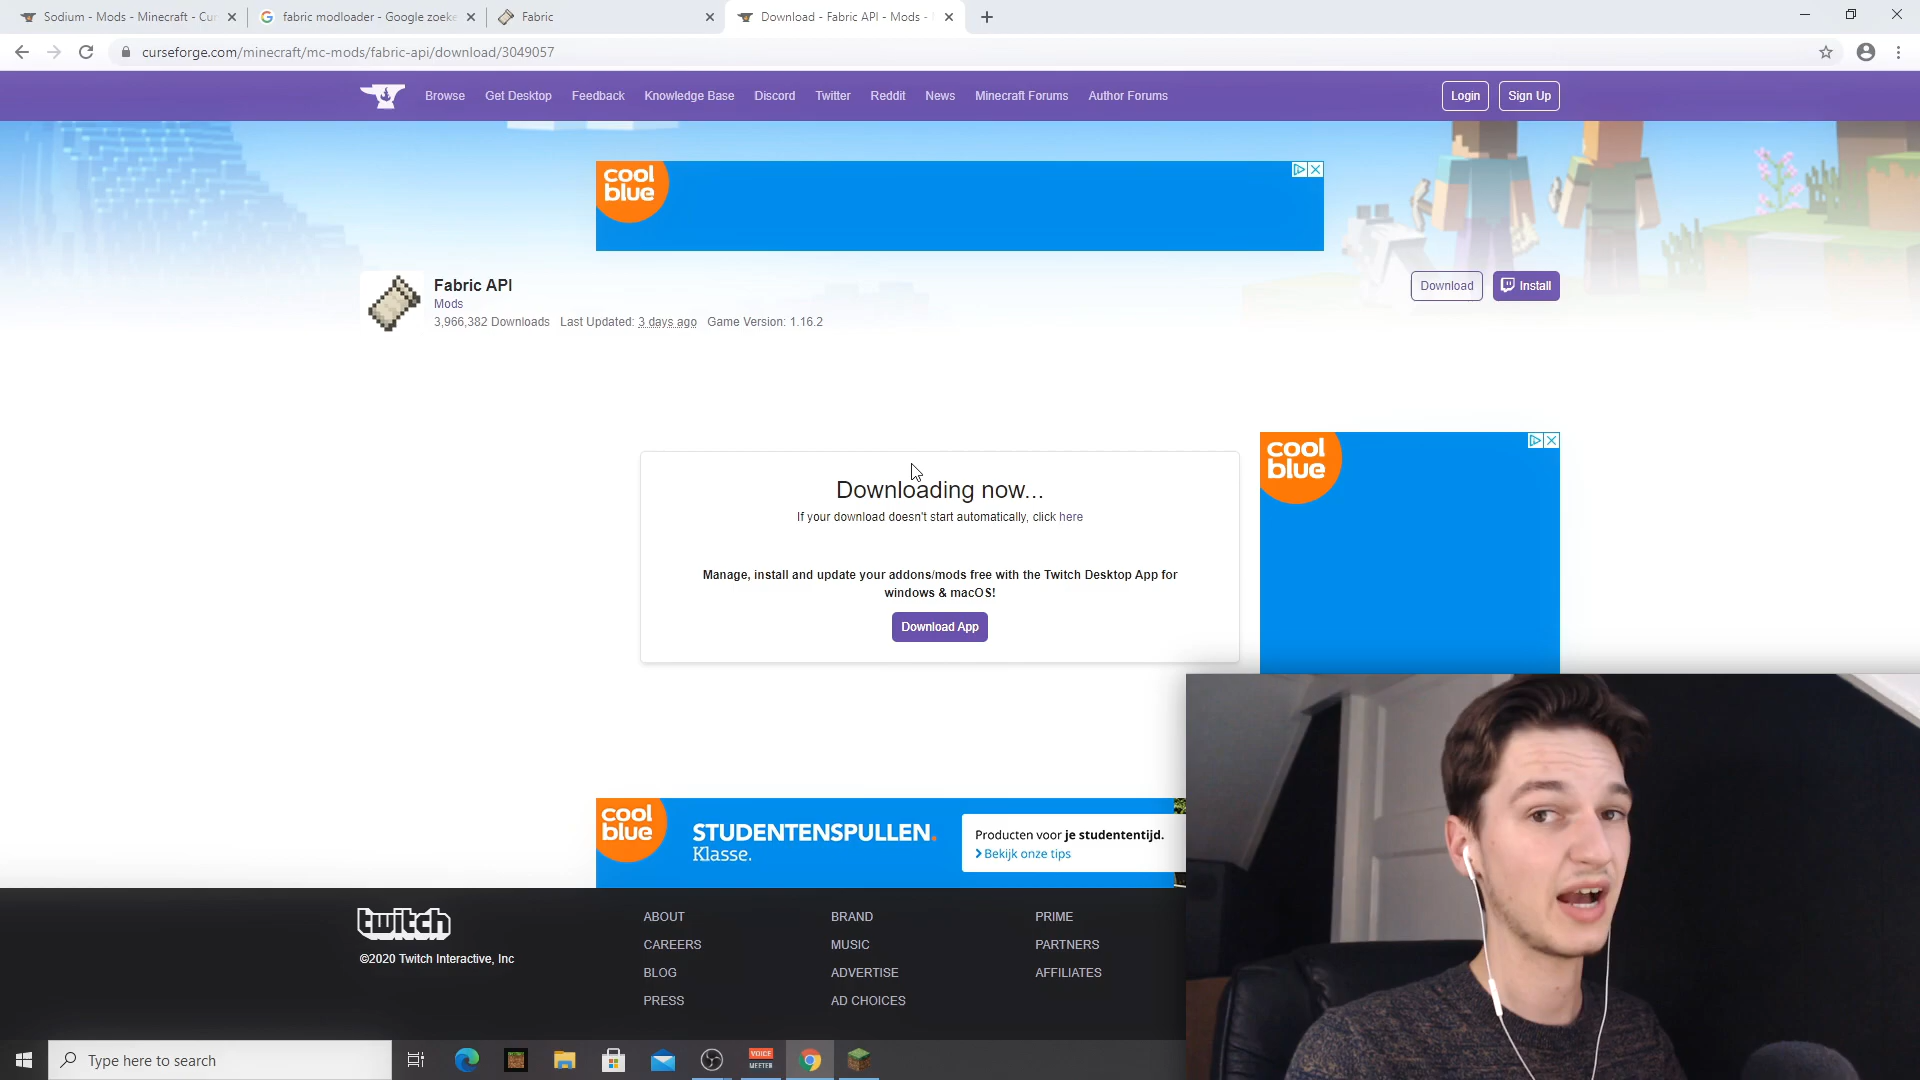 Sodium - Mods - Minecraft - Cur
fabric modloader - Google zoeke
Fabric
Download - Fabric API - Mods -
curseforge.com/minecraft/mc-mods/fabric-api/download/3049057
Browse Get Desktop Feedback Knowledge Base Discord Twitter Reddit News Minecraft Forums Author Forums Login Sign Up
cool
blue
Fabric API
Mods
3,966,382 Downloads Last Updated: 3 days ago Game Version: 1.16.2
Download Install
cool
blue
Downloading now...
If your download doesn't start automatically, click here
Manage, install and update your addons/mods free with the Twitch Desktop App for
windows & macOS!
Download App
cool
blue
STUDENTENSPULLEN.
Klasse.
Producten voor je studententijd.
Bekijk onze tips
twitch
©2020 Twitch Interactive, Inc
ABOUT BRAND PRIME
CAREERS MUSIC PARTNERS
BLOG ADVERTISE AFFILIATES
PRESS AD CHOICES
Type here to search
VOICE
MEETER